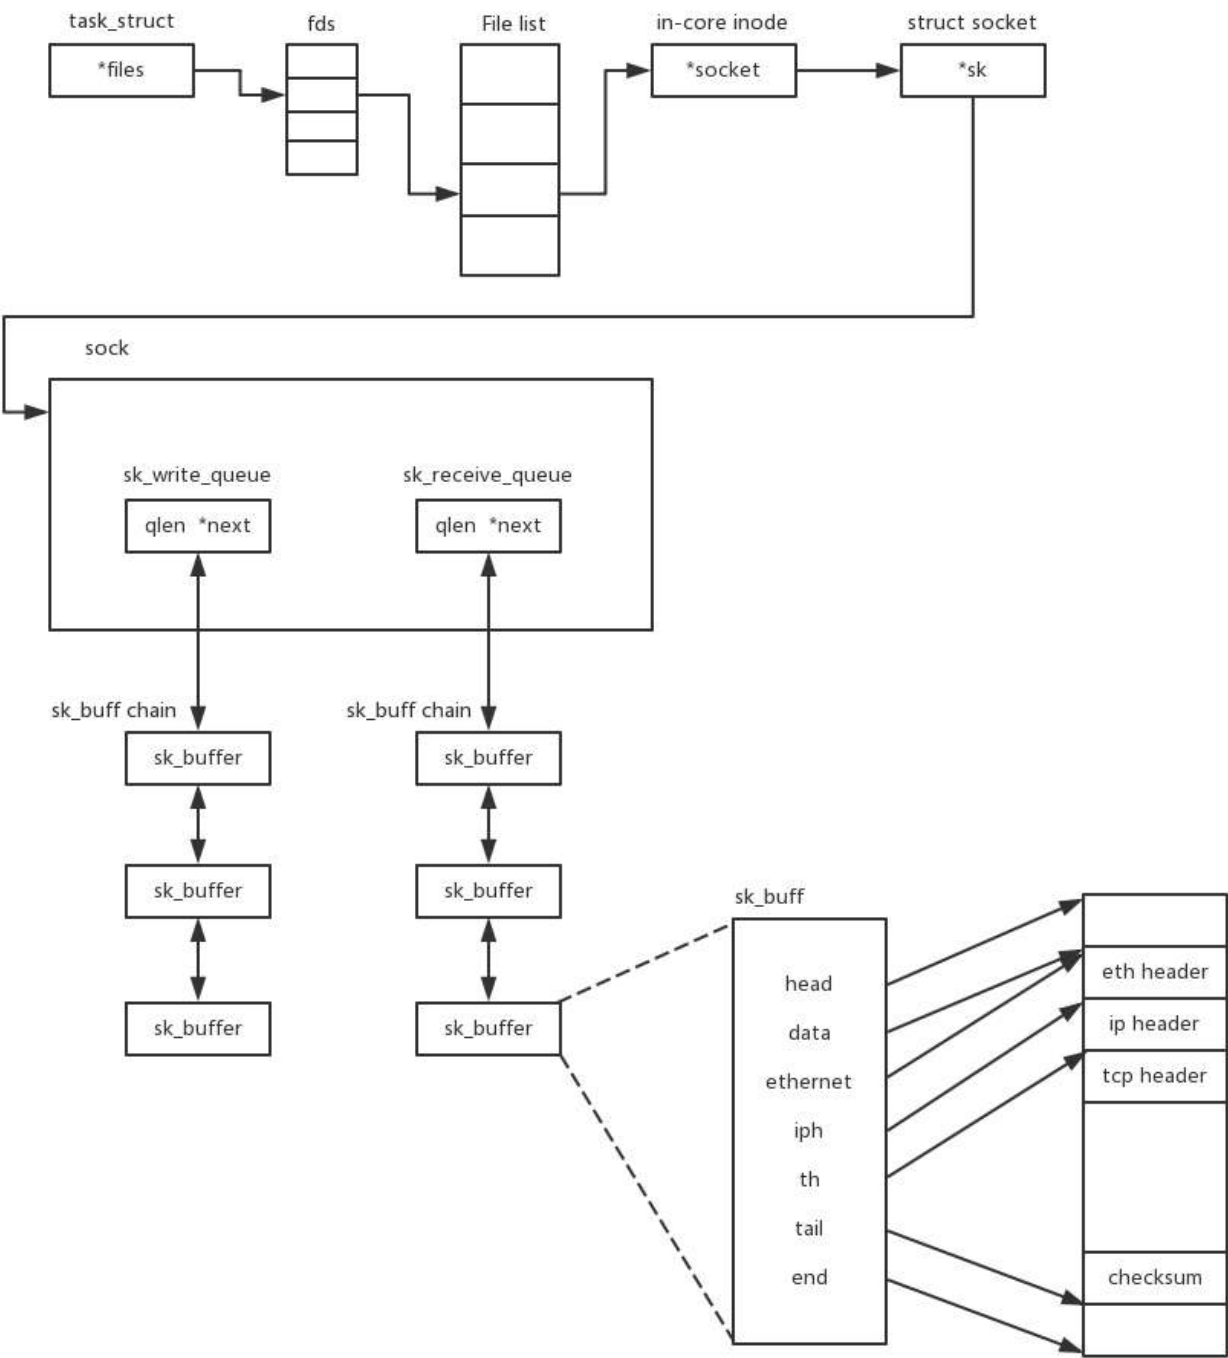 task_struct
fds
File list
in-core inode
struct socket
*files
*socket
*sk
sock
sk_write_queue
sk_receive_queue
qlen *next
qlen *next
sk_buff chain
sk_buff chain
sk_buffer
sk_buffer
sk_buffer
sk_buffer
sk_buffer
sk_buffer
sk_buff
head
data
ethernet
iph
th
tail
end
eth header
ip header
tcp header
checksum